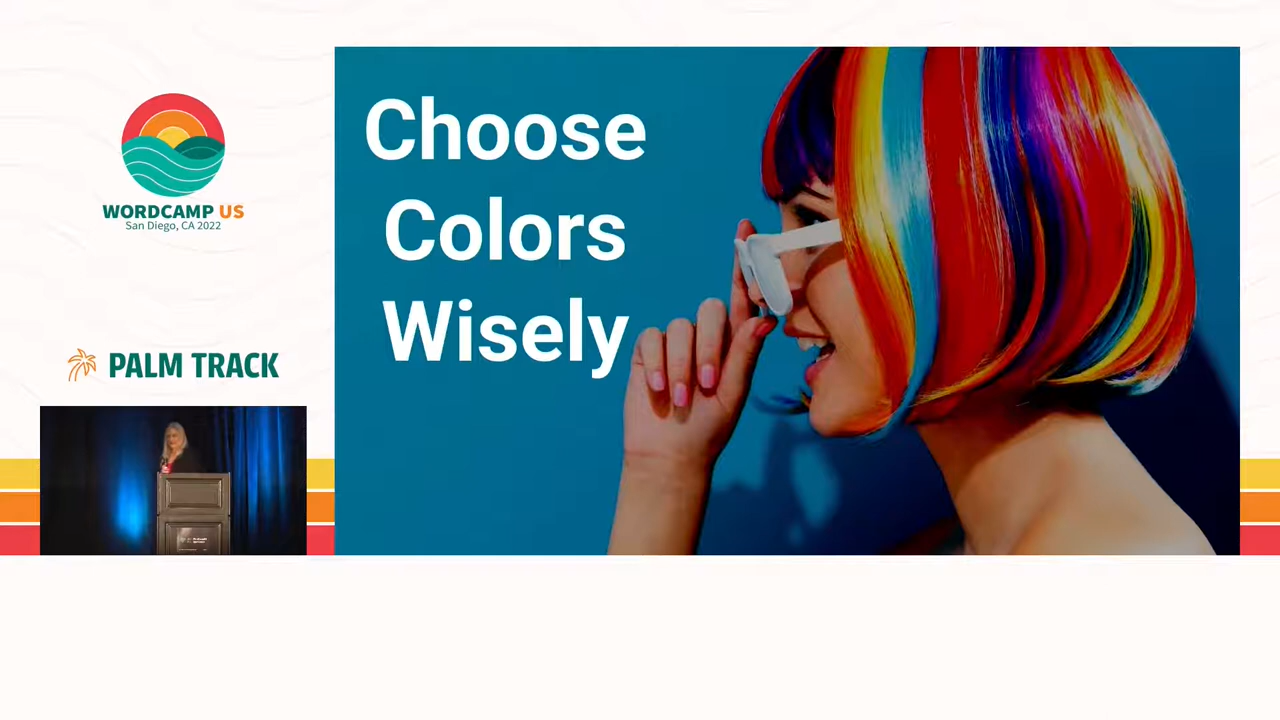 WORDCAMP US
San Diego, CA 2022
PALM TRACK
Choose
Colors
Wisely